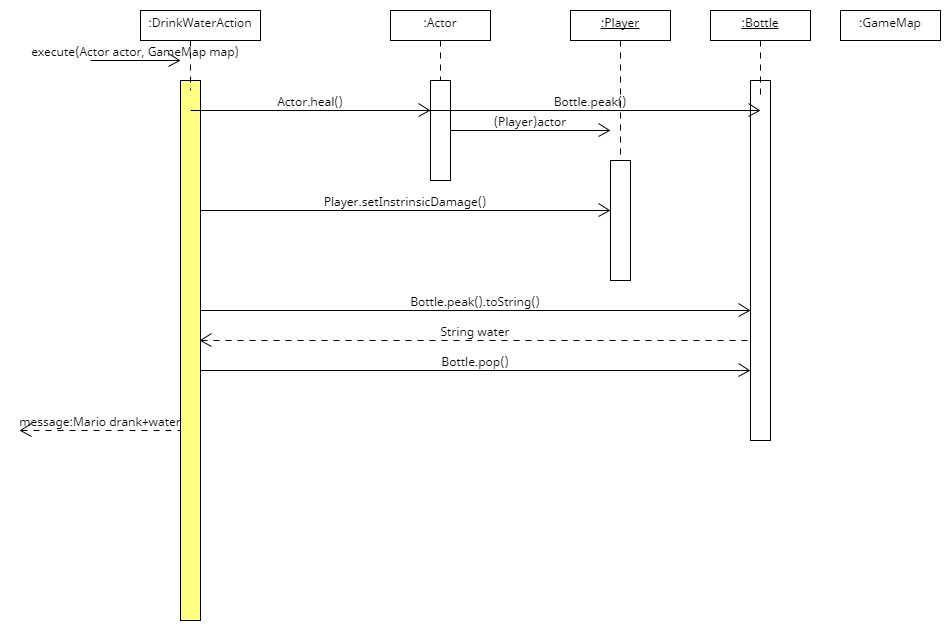 :DrinkWaterAction
:Actor
:Player
:Bottle
:GameMap
execute(Actor actor, GameMap map)
Actor.heal()
Bottle.peak()
(Player)actor
Player.setInstrinsicDamage()
Bottle.peak().toString()
String water
Bottle.pop()
message:Mario drank+water